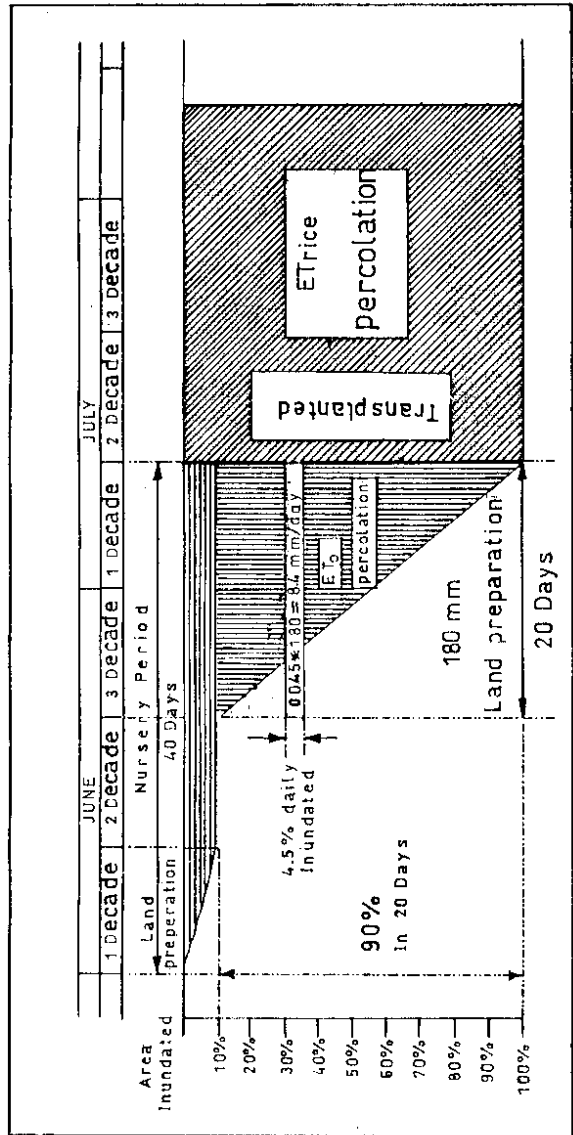 JUNE
JULY
1 Decade
2 Decade
3 Decade
1 Decade
2 Decade
3 Decade
Nursery Period
40 Days
Land
preperation
Area
Inundated
10%
20%
30%
40%
50%
60%
70%
80%
90%
100%
4.5% daily
Inundated
90%
In 20 Days
0045*180=8.4 mm/day
ETo
percolation
180 mm
Land preparation
20 Days
Transplanted
ETrice
percolation